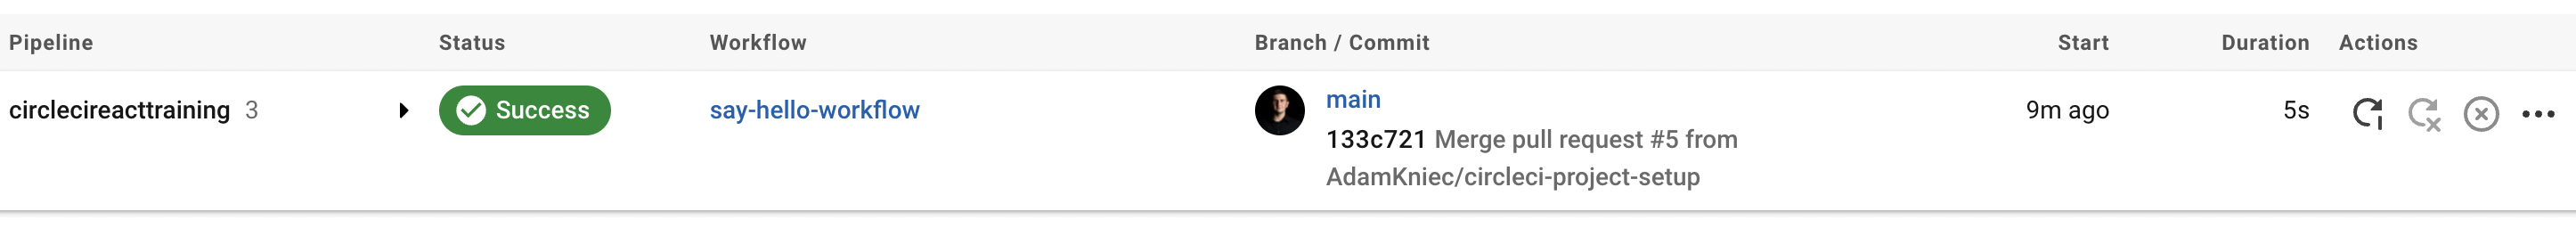 Pipeline Status Workflow Branch / Commit Start Duration Actions
circlecireacttraining 3 Success say-hello-workflow main 9m ago 5s
133c721 Merge pull request #5 from
AdamKniec/circleci-project-setup